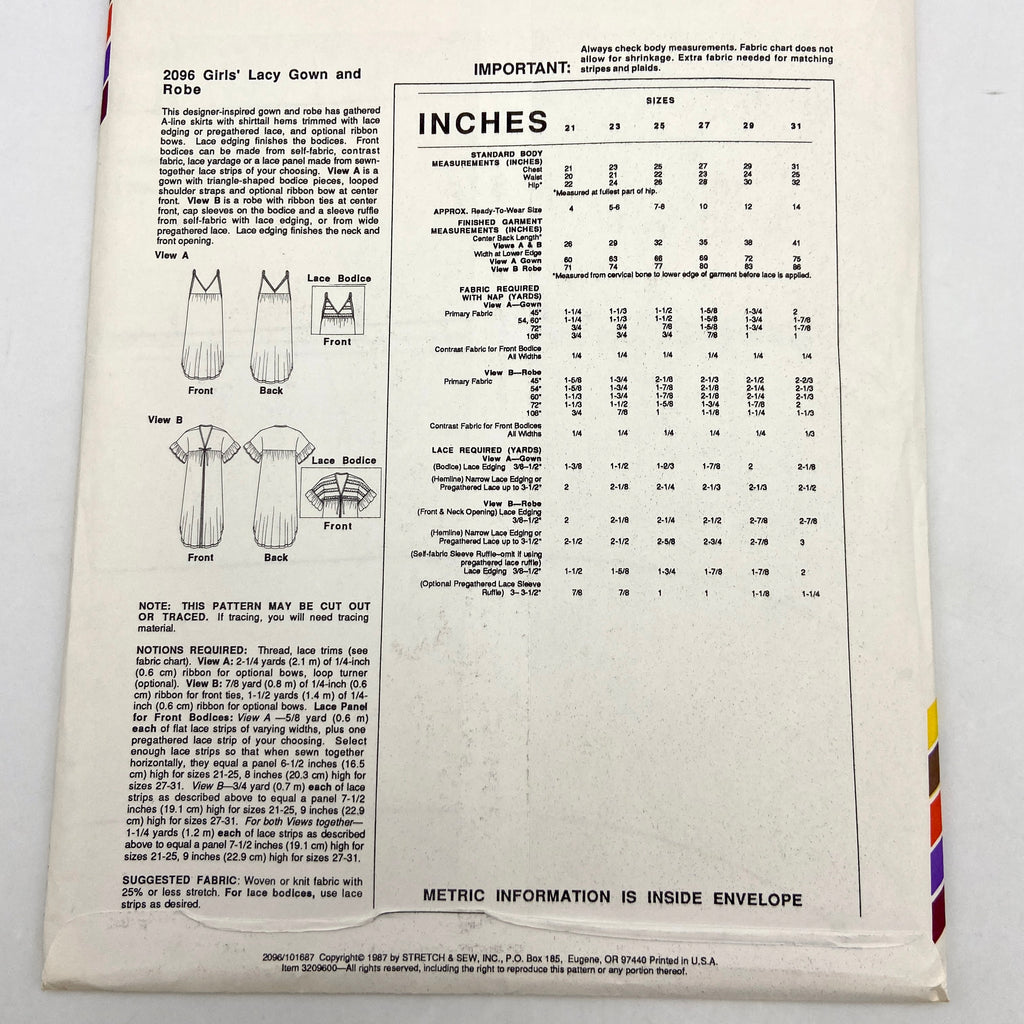 2096 Girls' Lacy Gown and
Robe
This designer-inspired gown and robe has gathered
A-line skirts with shirttail hems trimmed with lace
edging or pregathered lace, and optional ribbon
bows. Lace edging finishes the bodices. Front
bodices can be made from self-fabric, contrast
fabric, lace yardage or a lace panel made from sewn-
together lace strips of your choosing. View A is a
gown with triangle-shaped bodice pieces, looped
shoulder straps and optional ribbon bow at center
front. View B is a robe with ribbon ties at center
front, cap sleeves on the bodice and a sleeve ruffle
from self-fabric with lace edging, or from wide
pregathered lace. Lace edging finishes the neck and
front opening.
View A
Lace Bodice
Front
Front Back
View B
Lace Bodice
Front
Front Back
NOTE: THIS PATTERN MAY BE CUT OUT
OR TRACED. If tracing, you will need tracing
material.
NOTIONS REQUIRED: Thread, lace trims (see
fabric chart). View A: 2-1/4 yards (2.1 m) of 1/4-inch
(0.6 cm) ribbon for optional bows, loop turner
(optional). View B: 7/8 yard (0.8 m) of 1/4-inch (0.6
cm) ribbon for front ties, 1-1/2 yards (1.4 m) of 1/4-
inch (0.6 cm) ribbon for optional bows. Lace Panel
for Front Bodices: View A —5/8 yard (0.6 m)
each of flat lace strips of varying widths, plus one
pregathered lace strip of your choosing. Select
enough lace strips so that when sewn together
horizontally, they equal a panel 6-1/2 inches (16.5
cm) high for sizes 21-25, 8 inches (20.3 cm) high for
sizes 27-31. View B—3/4 yard (0.7 m) each of lace
strips as described above to equal a panel 7-1/2
inches (19.1 cm) high for sizes 21-25, 9 inches (22.9
cm) high for sizes 27-31. For both Views together—
1-1/4 yards (1.2 m) each of lace strips as described
above to equal a panel 7-1/2 inches (19.1 cm) high for
sizes 21-25, 9 inches (22.9 cm) high for sizes 27-31.
SUGGESTED FABRIC: Woven or knit fabric with
25% or less stretch. For lace bodices, use lace
strips as desired.
IMPORTANT: Always check body measurements. Fabric chart does not
allow for shrinkage. Extra fabric needed for matching
stripes and plaids.
SIZES
INCHES 21 23 25 27 29 31
STANDARD BODY
MEASUREMENTS (INCHES)
Chest 21 23 25 27 29 31
Waist 20 21 22 23 24 25
Hip* 22 24 26 28 30 32
*Measured at fullest part of hip.
APPROX. Ready-To-Wear Size 4 5-6 7-8 10 12 14
FINISHED GARMENT
MEASUREMENTS (INCHES)
Center Back Length*
Views A & B 26 29 32 35 38 41
Width at Lower Edge
View A Gown 60 63 66 69 72 75
View B Robe 71 74 77 80 83 86
*Measured from cervical bone to lower edge of garment before lace is applied.
FABRIC REQUIRED
WITH NAP (YARDS)
View A—Gown
Primary Fabric 45" 1-1/4 1-1/3 1-1/2 1-5/8 1-3/4 2
54, 60" 1-1/4 1-1/3 1-1/2 1-5/8 1-3/4 1-7/8
72" 3/4 3/4 7/8 1-5/8 1-3/4 1-7/8
108" 3/4 3/4 3/4 7/8 1 1
Contrast Fabric for Front Bodice
All Widths 1/4 1/4 1/4 1/4 1/4 1/4
View B—Robe
Primary Fabric 45" 1-5/8 1-3/4 2-1/8 2-1/3 2-1/2 2-2/3
54" 1-5/8 1-3/4 1-7/8 2-1/8 2-1/4 2-1/3
60" 1-1/3 1-3/4 1-7/8 2-1/8 2-1/4 2-1/3
72" 1-1/3 1-1/2 1-5/8 1-3/4 1-7/8 2
108" 3/4 7/8 1 1-1/8 1-1/4 1-1/3
Contrast Fabric for Front Bodices
All Widths 1/4 1/4 1/4 1/4 1/4 1/3
LACE REQUIRED (YARDS)
View A—Gown
(Bodice) Lace Edging 3/8-1/2" 1-3/8 1-1/2 1-2/3 1-7/8 2 2-1/8
(Hemline) Narrow Lace Edging or
Pregathered Lace up to 3-1/2" 2 2-1/8 2-1/4 2-1/3 2-1/3 2-1/2
View B—Robe
(Front & Neck Opening) Lace Edging
3/8-1/2" 2 2-1/8 2-1/4 2-1/2 2-7/8 2-7/8
(Hemline) Narrow Lace Edging or
Pregathered Lace up to 3-1/2" 2-1/2 2-1/2 2-5/8 2-3/4 2-7/8 3
(Self-fabric Sleeve Ruffle-omit if using
pregathered lace ruffle)
Lace Edging 3/8-1/2" 1-1/2 1-5/8 1-3/4 1-7/8 1-7/8 2
(Optional Pregathered Lace Sleeve
Ruffle) 3- 3-1/2" 7/8 7/8 1 1 1-1/8 1-1/4
METRIC INFORMATION IS INSIDE ENVELOPE
2096/101687 Copyright© 1987 by STRETCH & SEW, INC., P.O. Box 185, Eugene, OR 97440 Printed in U.S.A.
Item 3209600—All rights reserved, including the right to reproduce this pattern or any portion thereof.